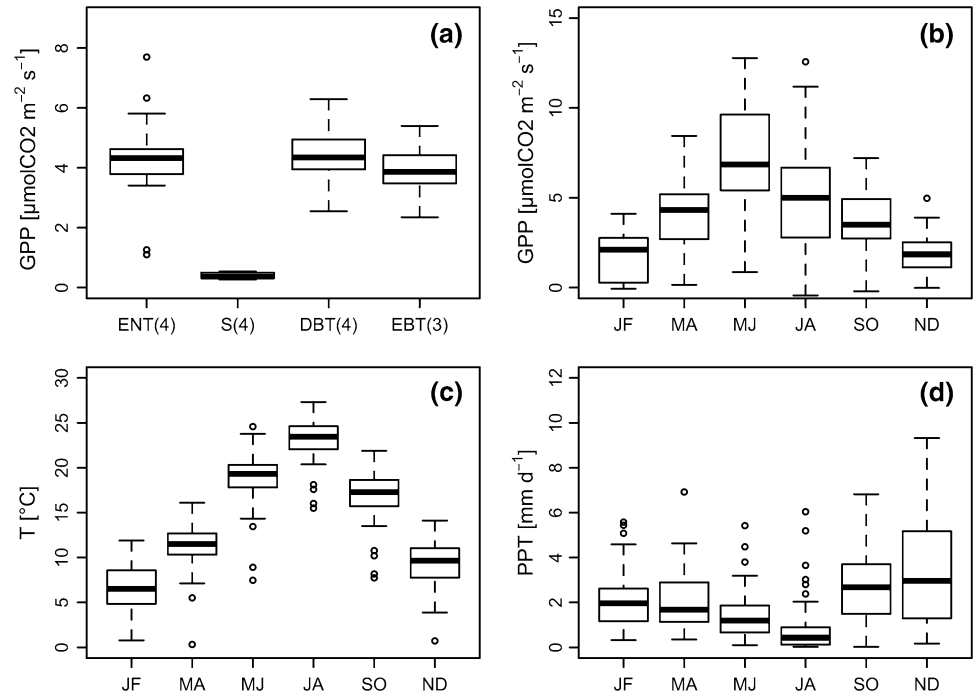 (a)
GPP [μmolCO2 m⁻² s⁻¹]
8
6
4
2
0
ENT(4) S(4) DBT(4) EBT(3)
(b)
GPP [μmolCO2 m⁻² s⁻¹]
15
10
5
0
JF MA MJ JA SO ND
(c)
T [°C]
30
25
20
15
10
5
0
JF MA MJ JA SO ND
(d)
PPT [mm d⁻¹]
12
10
8
6
4
2
0
JF MA MJ JA SO ND